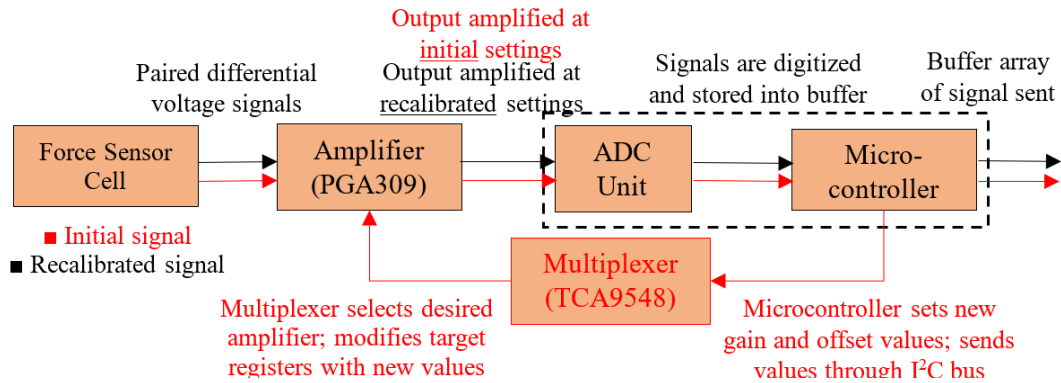 Output amplified at
initial settings
Paired differential
voltage signals
Output amplified at
recalibrated settings
Signals are digitized
and stored into buffer
Buffer array
of signal sent
Force Sensor
Cell
Amplifier
(PGA309)
ADC
Unit
Micro-
controller
Initial signal
Recalibrated signal
Multiplexer
(TCA9548)
Multiplexer selects desired
amplifier; modifies target
registers with new values
Microcontroller sets new
gain and offset values; sends
values through I²C bus